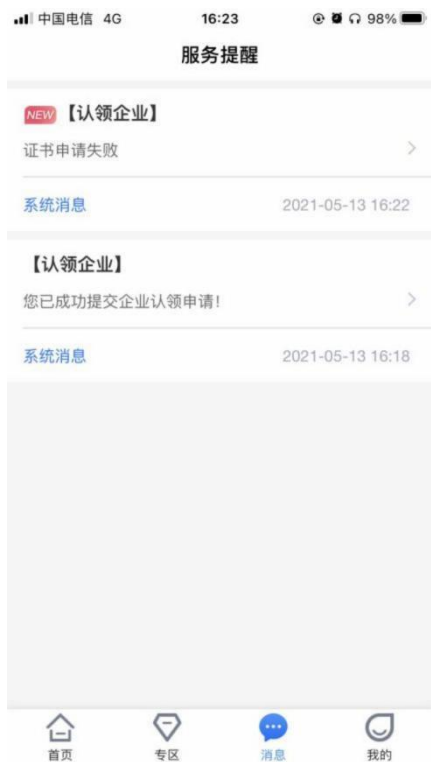 中国电信 4G 16:23 98%
服务提醒
NEW 【认领企业】
证书申请失败
系统消息 2021-05-13 16:22
【认领企业】
您已成功提交企业认领申请!
系统消息 2021-05-13 16:18
首页 专区 消息 我的